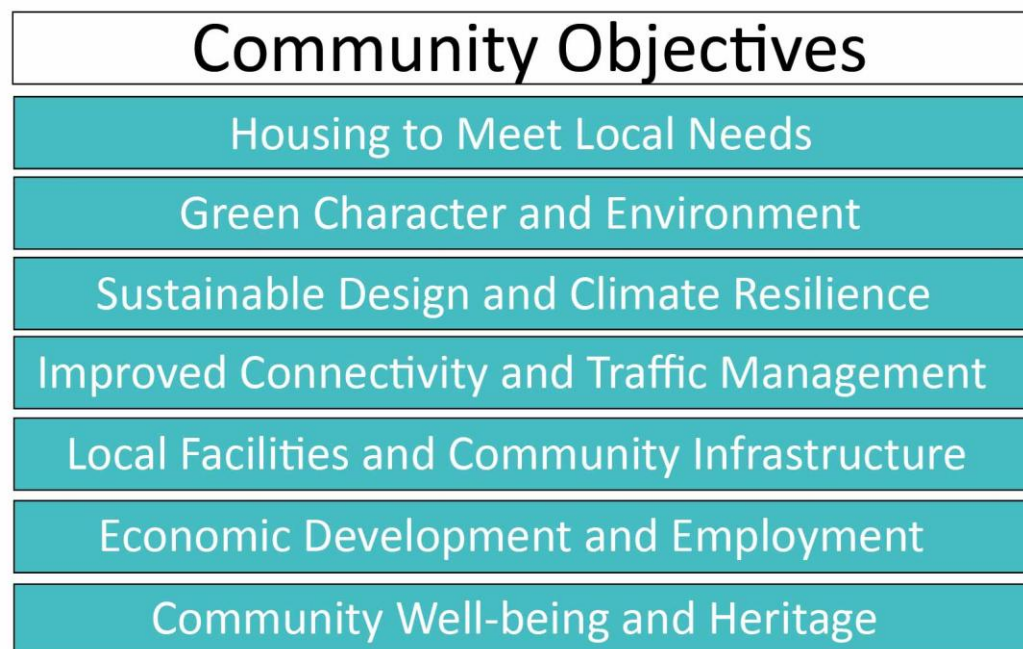 Community Objectives
Housing to Meet Local Needs
Green Character and Environment
Sustainable Design and Climate Resilience
Improved Connectivity and Traffic Management
Local Facilities and Community Infrastructure
Economic Development and Employment
Community Well-being and Heritage